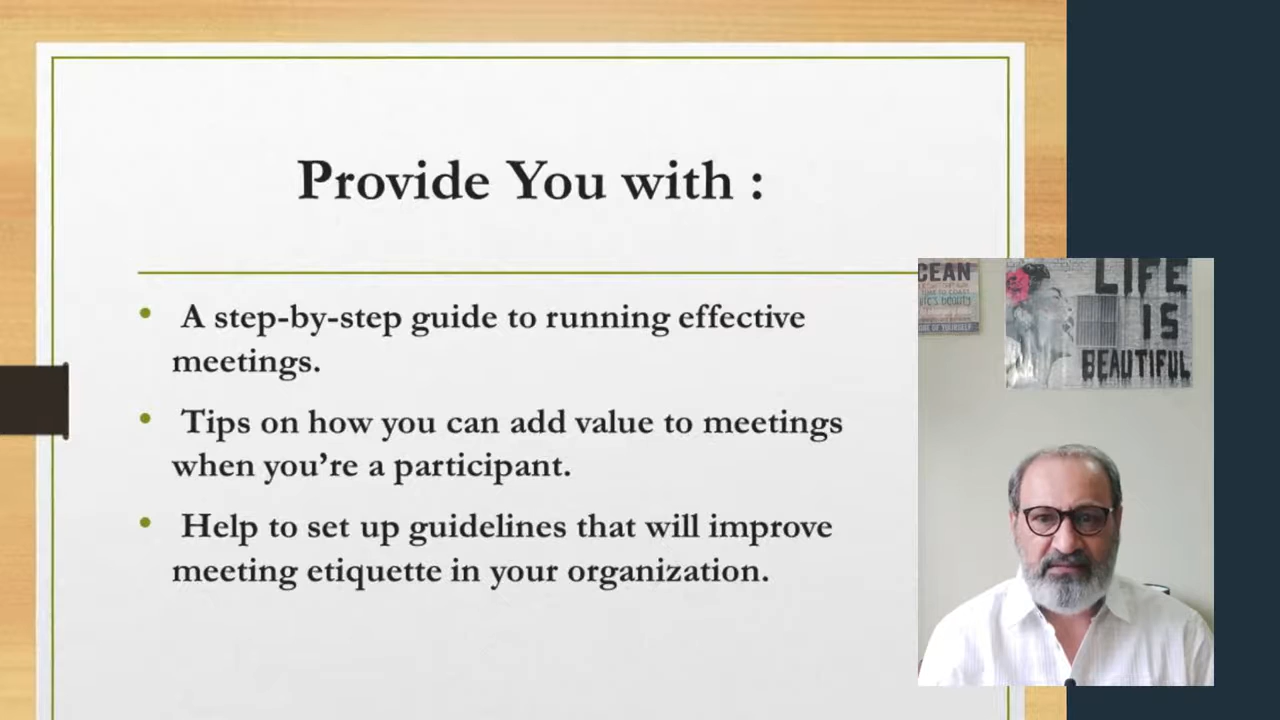 Provide You with :
• A step-by-step guide to running effective
meetings.
• Tips on how you can add value to meetings
when you’re a participant.
• Help to set up guidelines that will improve
meeting etiquette in your organization.
CEAN
LIFE
IS
BEAUTIFUL